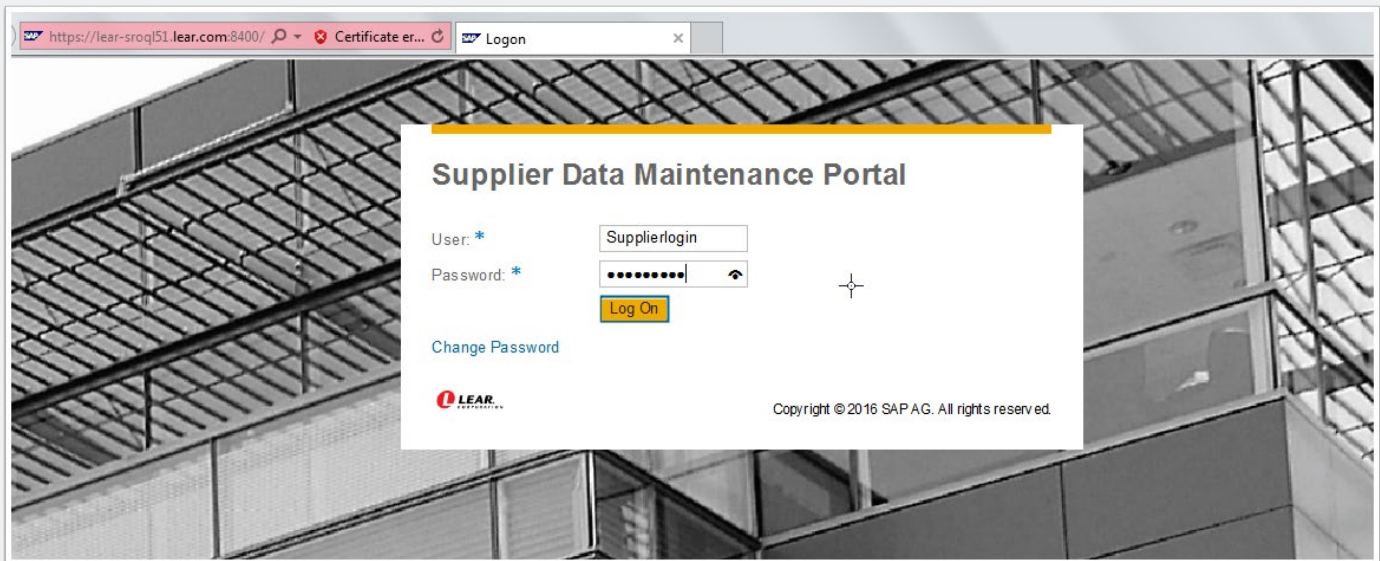 https://lear-sroql51.lear.com:8400/ Certificate er... Logon
Supplier Data Maintenance Portal
User: * Supplierlogin
Password: * •••••••••
Log On
Change Password
LEAR.
CORPORATION
Copyright © 2016 SAP AG. All rights reserved.